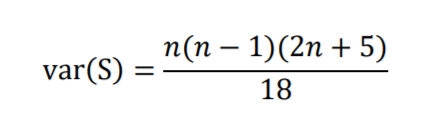 var(S) = n(n − 1)(2n + 5) / 18